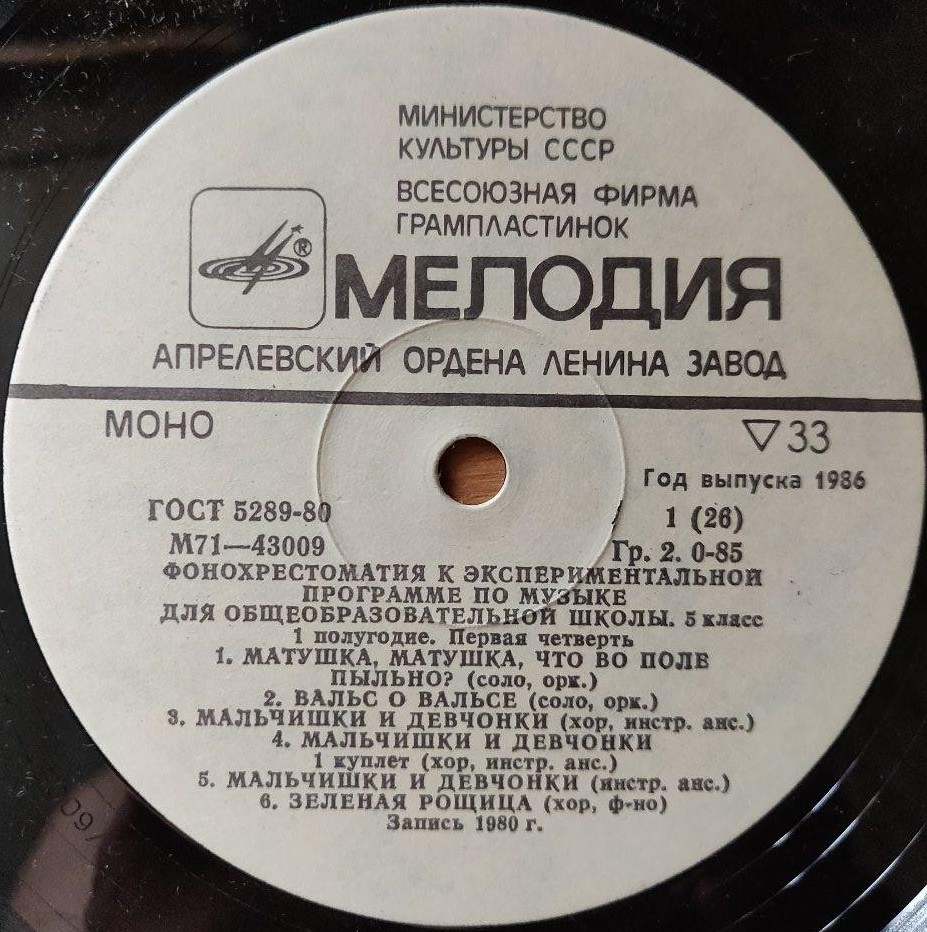 МИНИСТЕРСТВО
КУЛЬТУРЫ СССР
ВСЕСОЮЗНАЯ ФИРМА
ГРАМПЛАСТИНОК
®
МЕЛОДИЯ
АПРЕЛЕВСКИЙ ОРДЕНА ЛЕНИНА ЗАВОД
МОНО
▽33
Год выпуска 1986
ГОСТ 5289-80
1 (26)
М71—43009
Гр. 2. 0-85
ФОНОХРЕСТОМАТИЯ К ЭКСПЕРИМЕНТАЛЬНОЙ
ПРОГРАММЕ ПО МУЗЫКЕ
ДЛЯ ОБЩЕОБРАЗОВАТЕЛЬНОЙ ШКОЛЫ. 5 класс
1 полугодие. Первая четверть
1. МАТУШКА, МАТУШКА, ЧТО ВО ПОЛЕ
ПЫЛЬНО? (соло, орк.)
2. ВАЛЬС О ВАЛЬСЕ (соло, орк.)
3. МАЛЬЧИШКИ И ДЕВЧОНКИ (хор, инстр. анс.)
4. МАЛЬЧИШКИ И ДЕВЧОНКИ
1 куплет (хор, инстр. анс.)
5. МАЛЬЧИШКИ И ДЕВЧОНКИ (инстр. анс.)
6. ЗЕЛЕНАЯ РОЩИЦА (хор, ф-но)
Запись 1980 г.